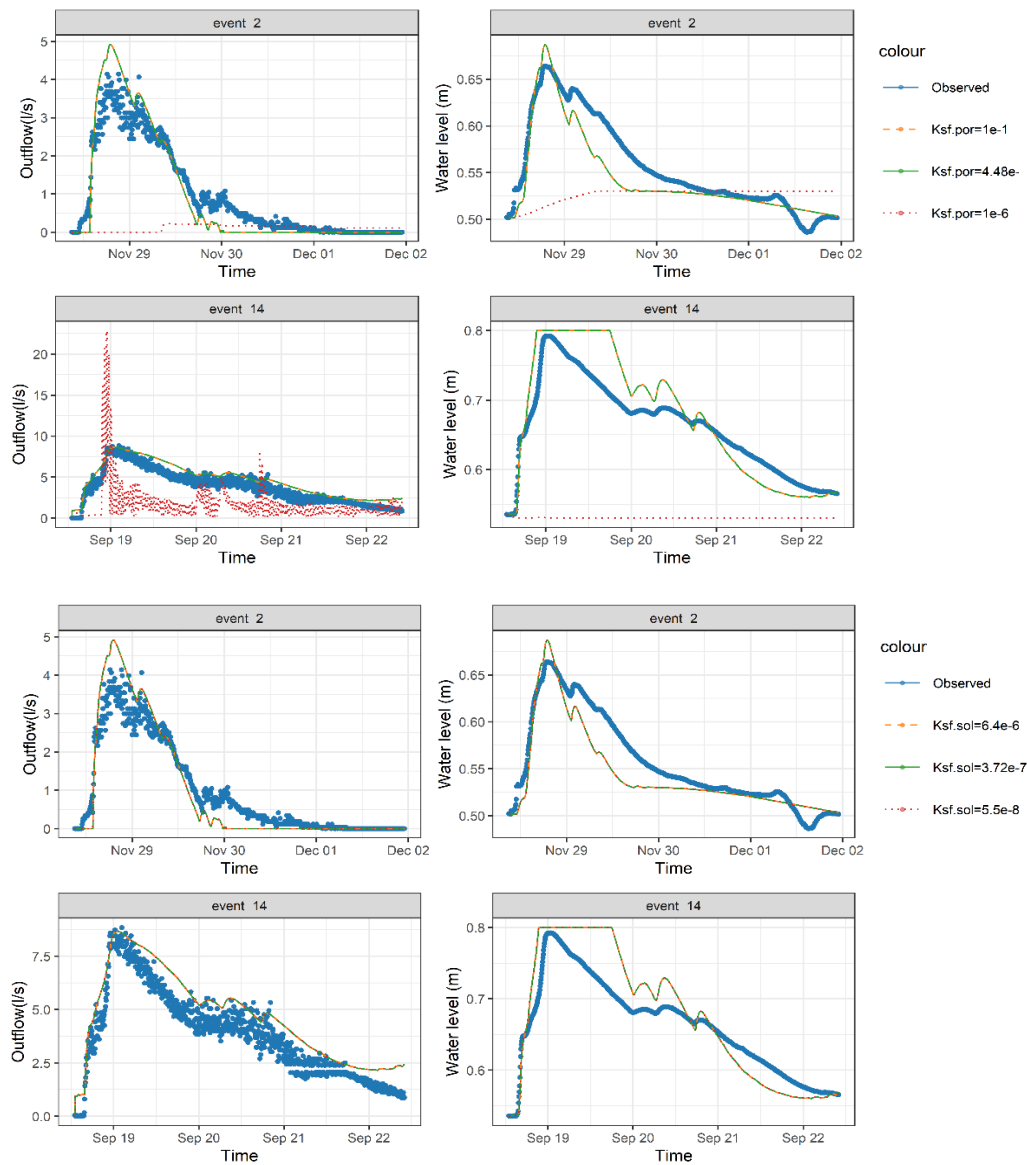 event 2
Outflow(l/s)
5
4
3
2
1
0
Nov 29
Nov 30
Dec 01
Dec 02
Time
event 2
Water level (m)
0.65
0.60
0.55
0.50
Nov 29
Nov 30
Dec 01
Dec 02
Time
colour
Observed
Ksf.por=1e-1
Ksf.por=4.48e-
Ksf.por=1e-6
event 14
Outflow(l/s)
20
15
10
5
0
Sep 19
Sep 20
Sep 21
Sep 22
Time
event 14
Water level (m)
0.8
0.7
0.6
Sep 19
Sep 20
Sep 21
Sep 22
Time
event 2
Outflow(l/s)
5
4
3
2
1
0
Nov 29
Nov 30
Dec 01
Dec 02
Time
event 2
Water level (m)
0.65
0.60
0.55
0.50
Nov 29
Nov 30
Dec 01
Dec 02
Time
colour
Observed
Ksf.sol=6.4e-6
Ksf.sol=3.72e-7
Ksf.sol=5.5e-8
event 14
Outflow(l/s)
7.5
5.0
2.5
0.0
Sep 19
Sep 20
Sep 21
Sep 22
Time
event 14
Water level (m)
0.8
0.7
0.6
Sep 19
Sep 20
Sep 21
Sep 22
Time